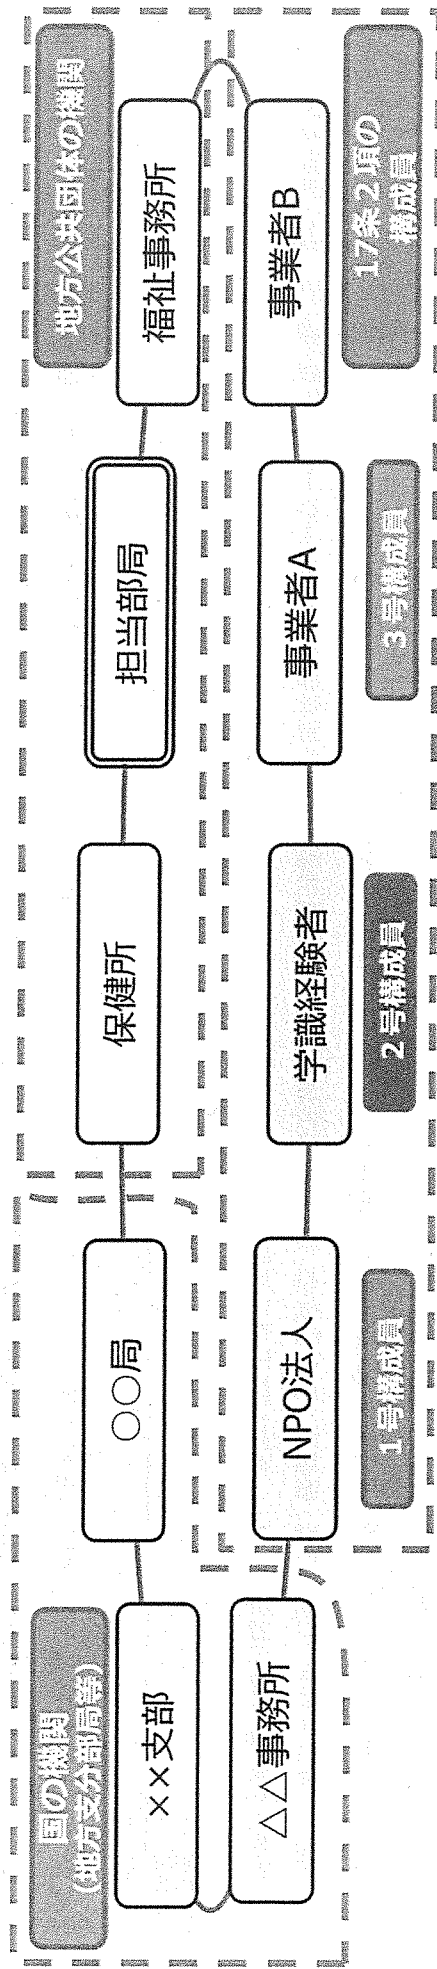 国の機関
(地方支分部局等)
地方公共団体の機関
××支部
○○局
保健所
担当部局
福祉事務所
△△事務所
NPO法人
学識経験者
事業者A
事業者B
1号構成員
2号構成員
3号構成員
17条2項の
構成員